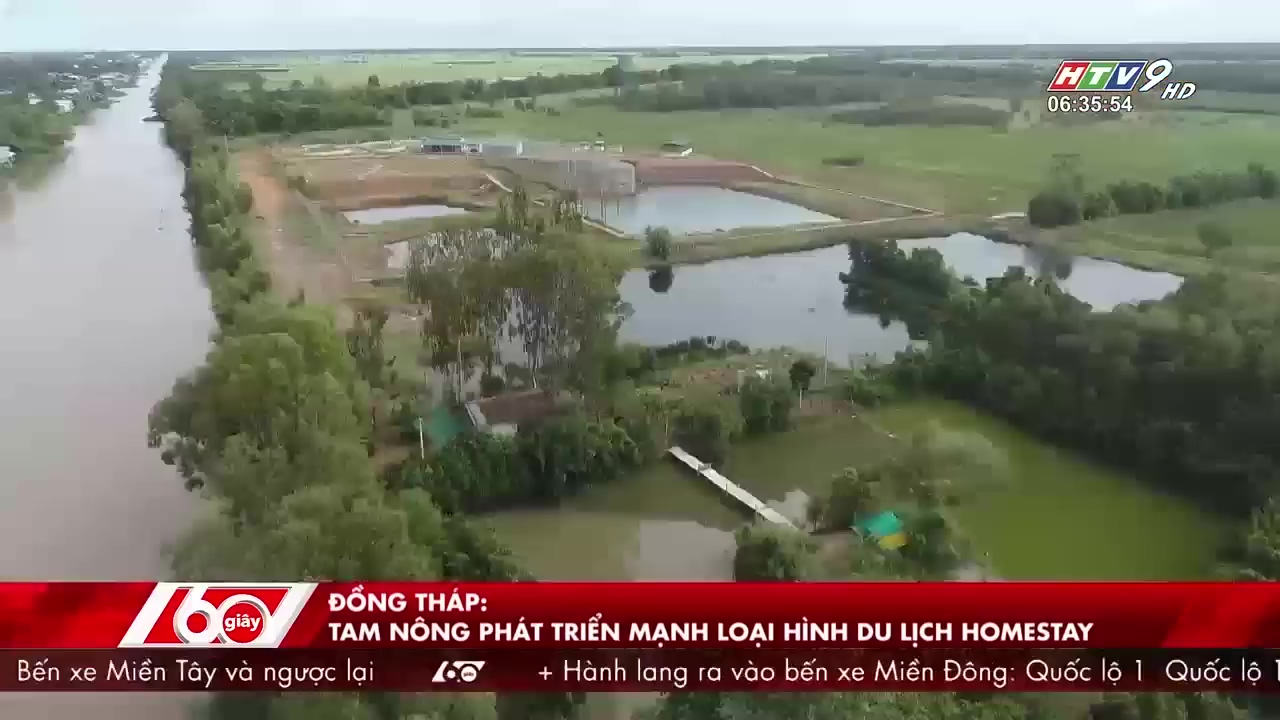 HTV9 HD
06:35:54
60 giây
ĐỒNG THÁP:
TAM NÔNG PHÁT TRIỂN MẠNH LOẠI HÌNH DU LỊCH HOMESTAY
Bến xe Miền Tây và ngược lại 60 giây + Hành lang ra vào bến xe Miền Đông: Quốc lộ 1 Quốc lộ 1